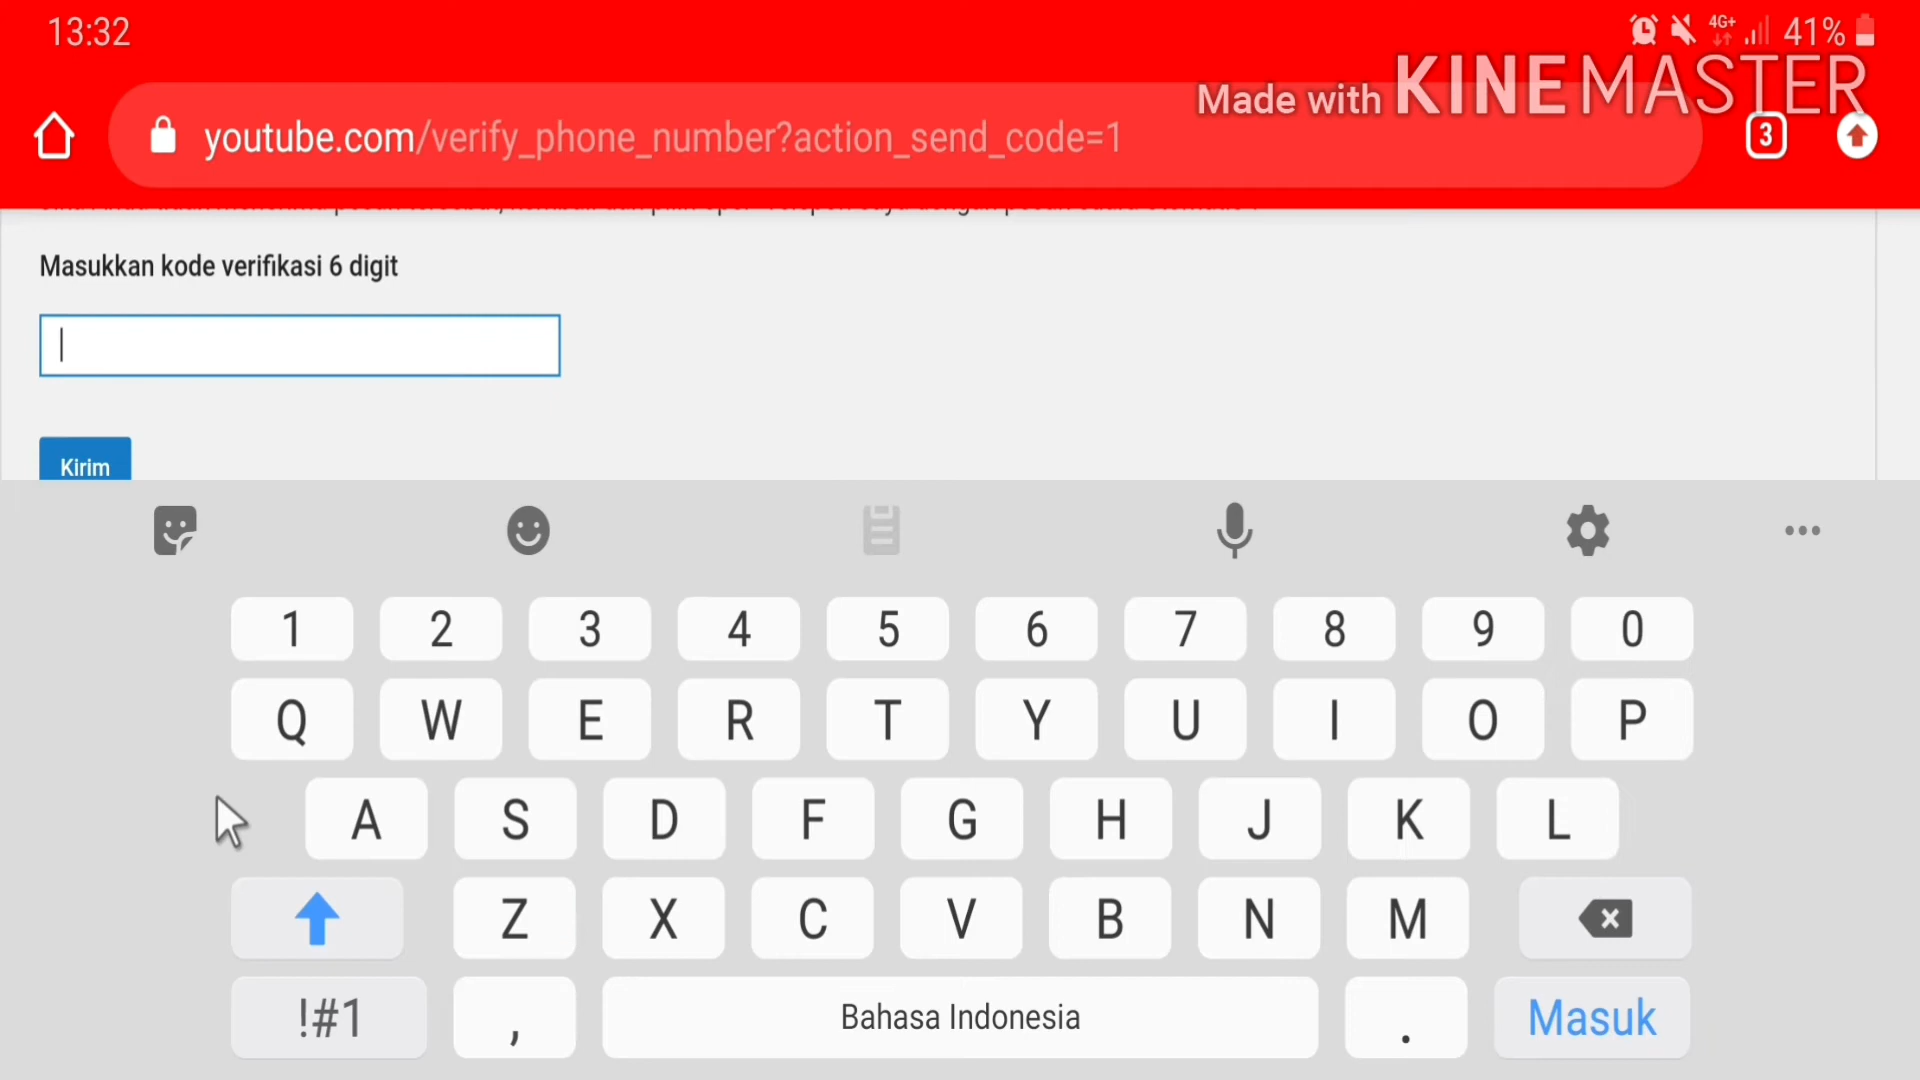 13:32
4G+ 41%
Made with KINEMASTER
youtube.com/verify_phone_number?action_send_code=1
3
Masukkan kode verifikasi 6 digit
Kirim
1 2 3 4 5 6 7 8 9 0
Q W E R T Y U I O P
A S D F G H J K L
Z X C V B N M
!#1 , Bahasa Indonesia . Masuk